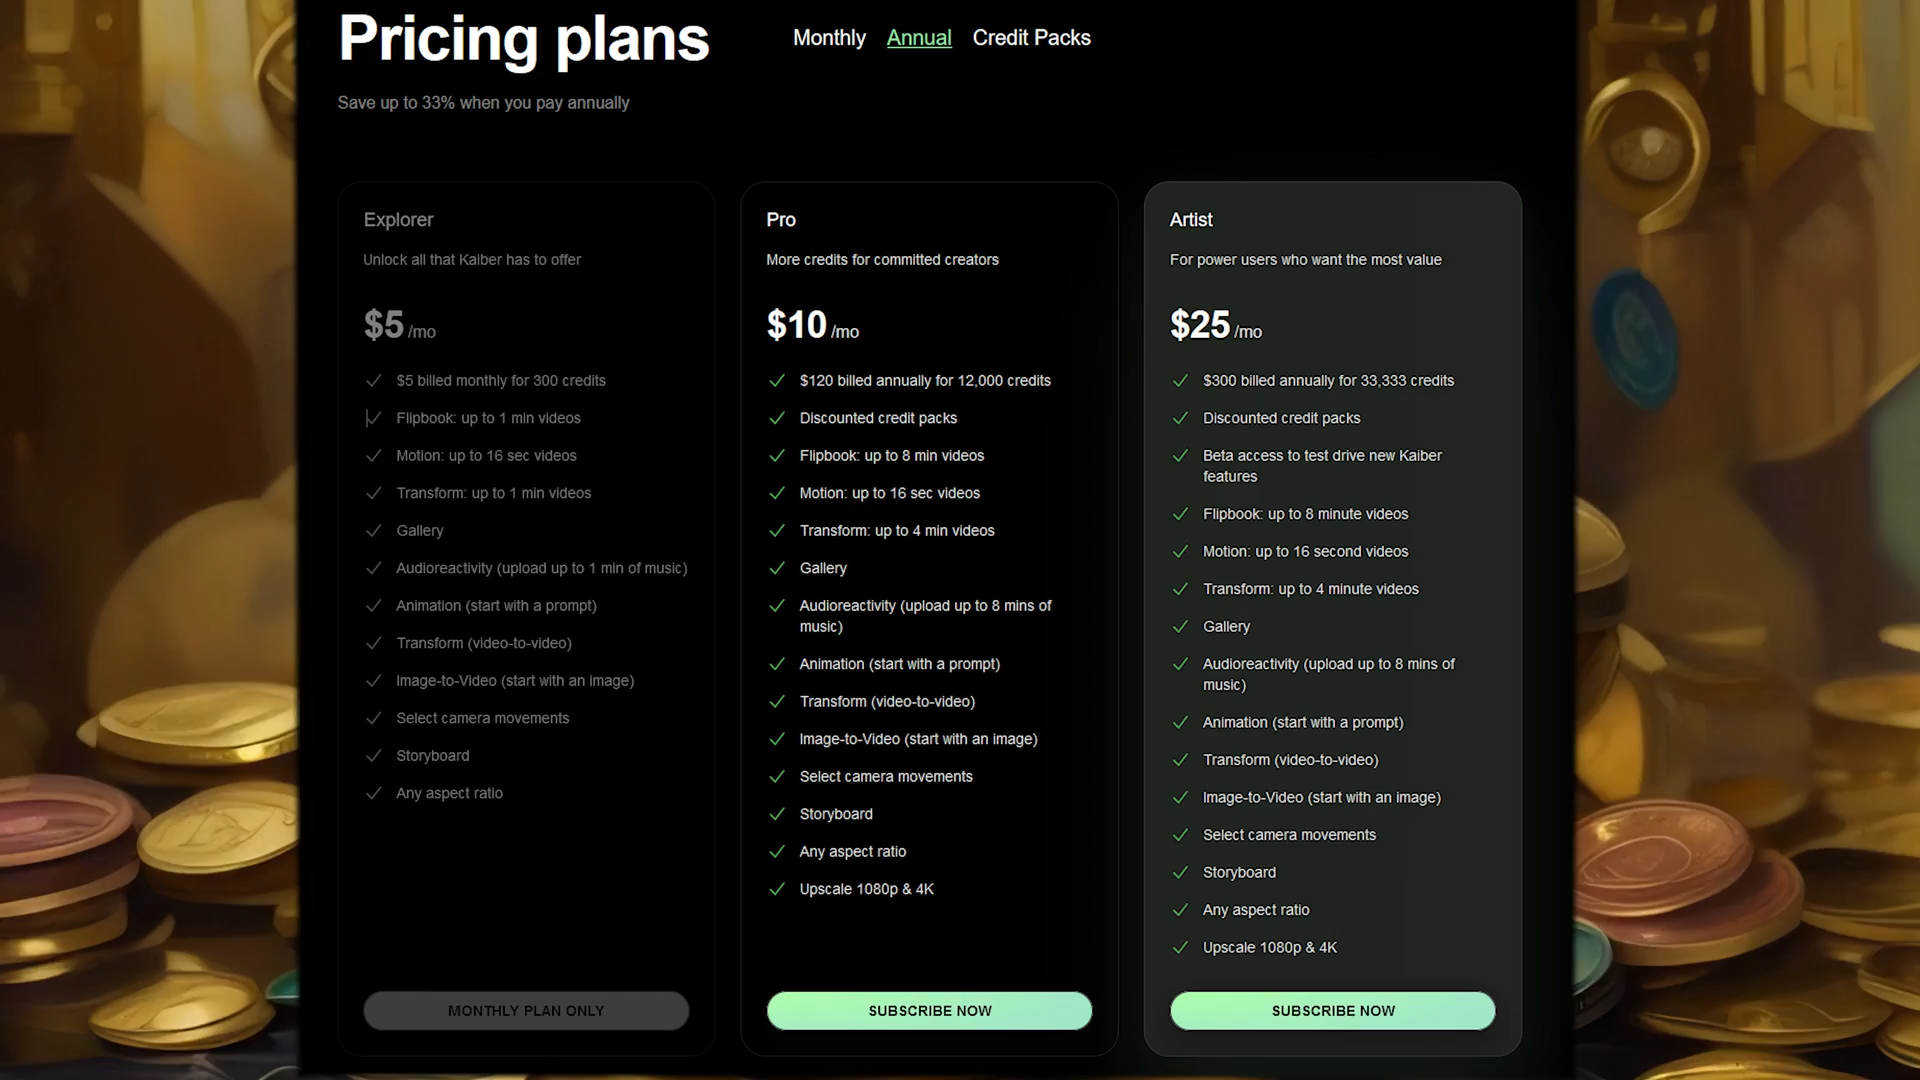 Pricing plans
Monthly Annual Credit Packs
Save up to 33% when you pay annually
Explorer
Unlock all that Kaiber has to offer
$5 /mo
$5 billed monthly for 300 credits
Flipbook: up to 1 min videos
Motion: up to 16 sec videos
Transform: up to 1 min videos
Gallery
Audioreactivity (upload up to 1 min of music)
Animation (start with a prompt)
Transform (video-to-video)
Image-to-Video (start with an image)
Select camera movements
Storyboard
Any aspect ratio
MONTHLY PLAN ONLY
Pro
More credits for committed creators
$10 /mo
$120 billed annually for 12,000 credits
Discounted credit packs
Flipbook: up to 8 min videos
Motion: up to 16 sec videos
Transform: up to 4 min videos
Gallery
Audioreactivity (upload up to 8 mins of
music)
Animation (start with a prompt)
Transform (video-to-video)
Image-to-Video (start with an image)
Select camera movements
Storyboard
Any aspect ratio
Upscale 1080p & 4K
SUBSCRIBE NOW
Artist
For power users who want the most value
$25 /mo
$300 billed annually for 33,333 credits
Discounted credit packs
Beta access to test drive new Kaiber
features
Flipbook: up to 8 minute videos
Motion: up to 16 second videos
Transform: up to 4 minute videos
Gallery
Audioreactivity (upload up to 8 mins of
music)
Animation (start with a prompt)
Transform (video-to-video)
Image-to-Video (start with an image)
Select camera movements
Storyboard
Any aspect ratio
Upscale 1080p & 4K
SUBSCRIBE NOW